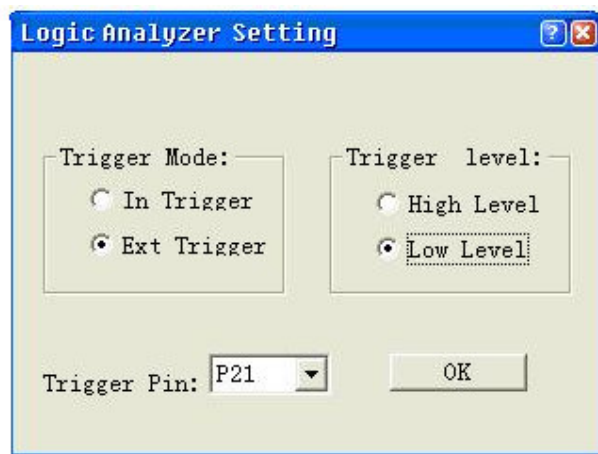 Logic Analyzer Setting
Trigger Mode:
In Trigger
Ext Trigger
Trigger level:
High Level
Low Level
Trigger Pin: P21
OK